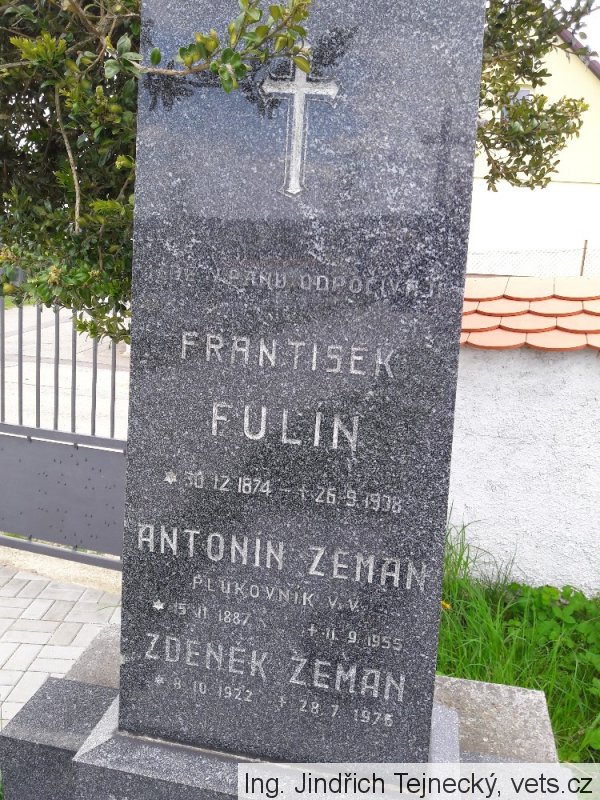 ZDE V PÁNU ODPOČÍVAJÍ
FRANTIŠEK
FULÍN
* 30.12.1874 – † 26.9.1938
ANTONÍN ZEMAN
PLUKOVNÍK V.V.
* 15.11.1887 † 11.9.1955
ZDENĚK ZEMAN
* 8.10.1922 † 28.7.1976
Ing. Jindřich Tejnecký, vets.cz